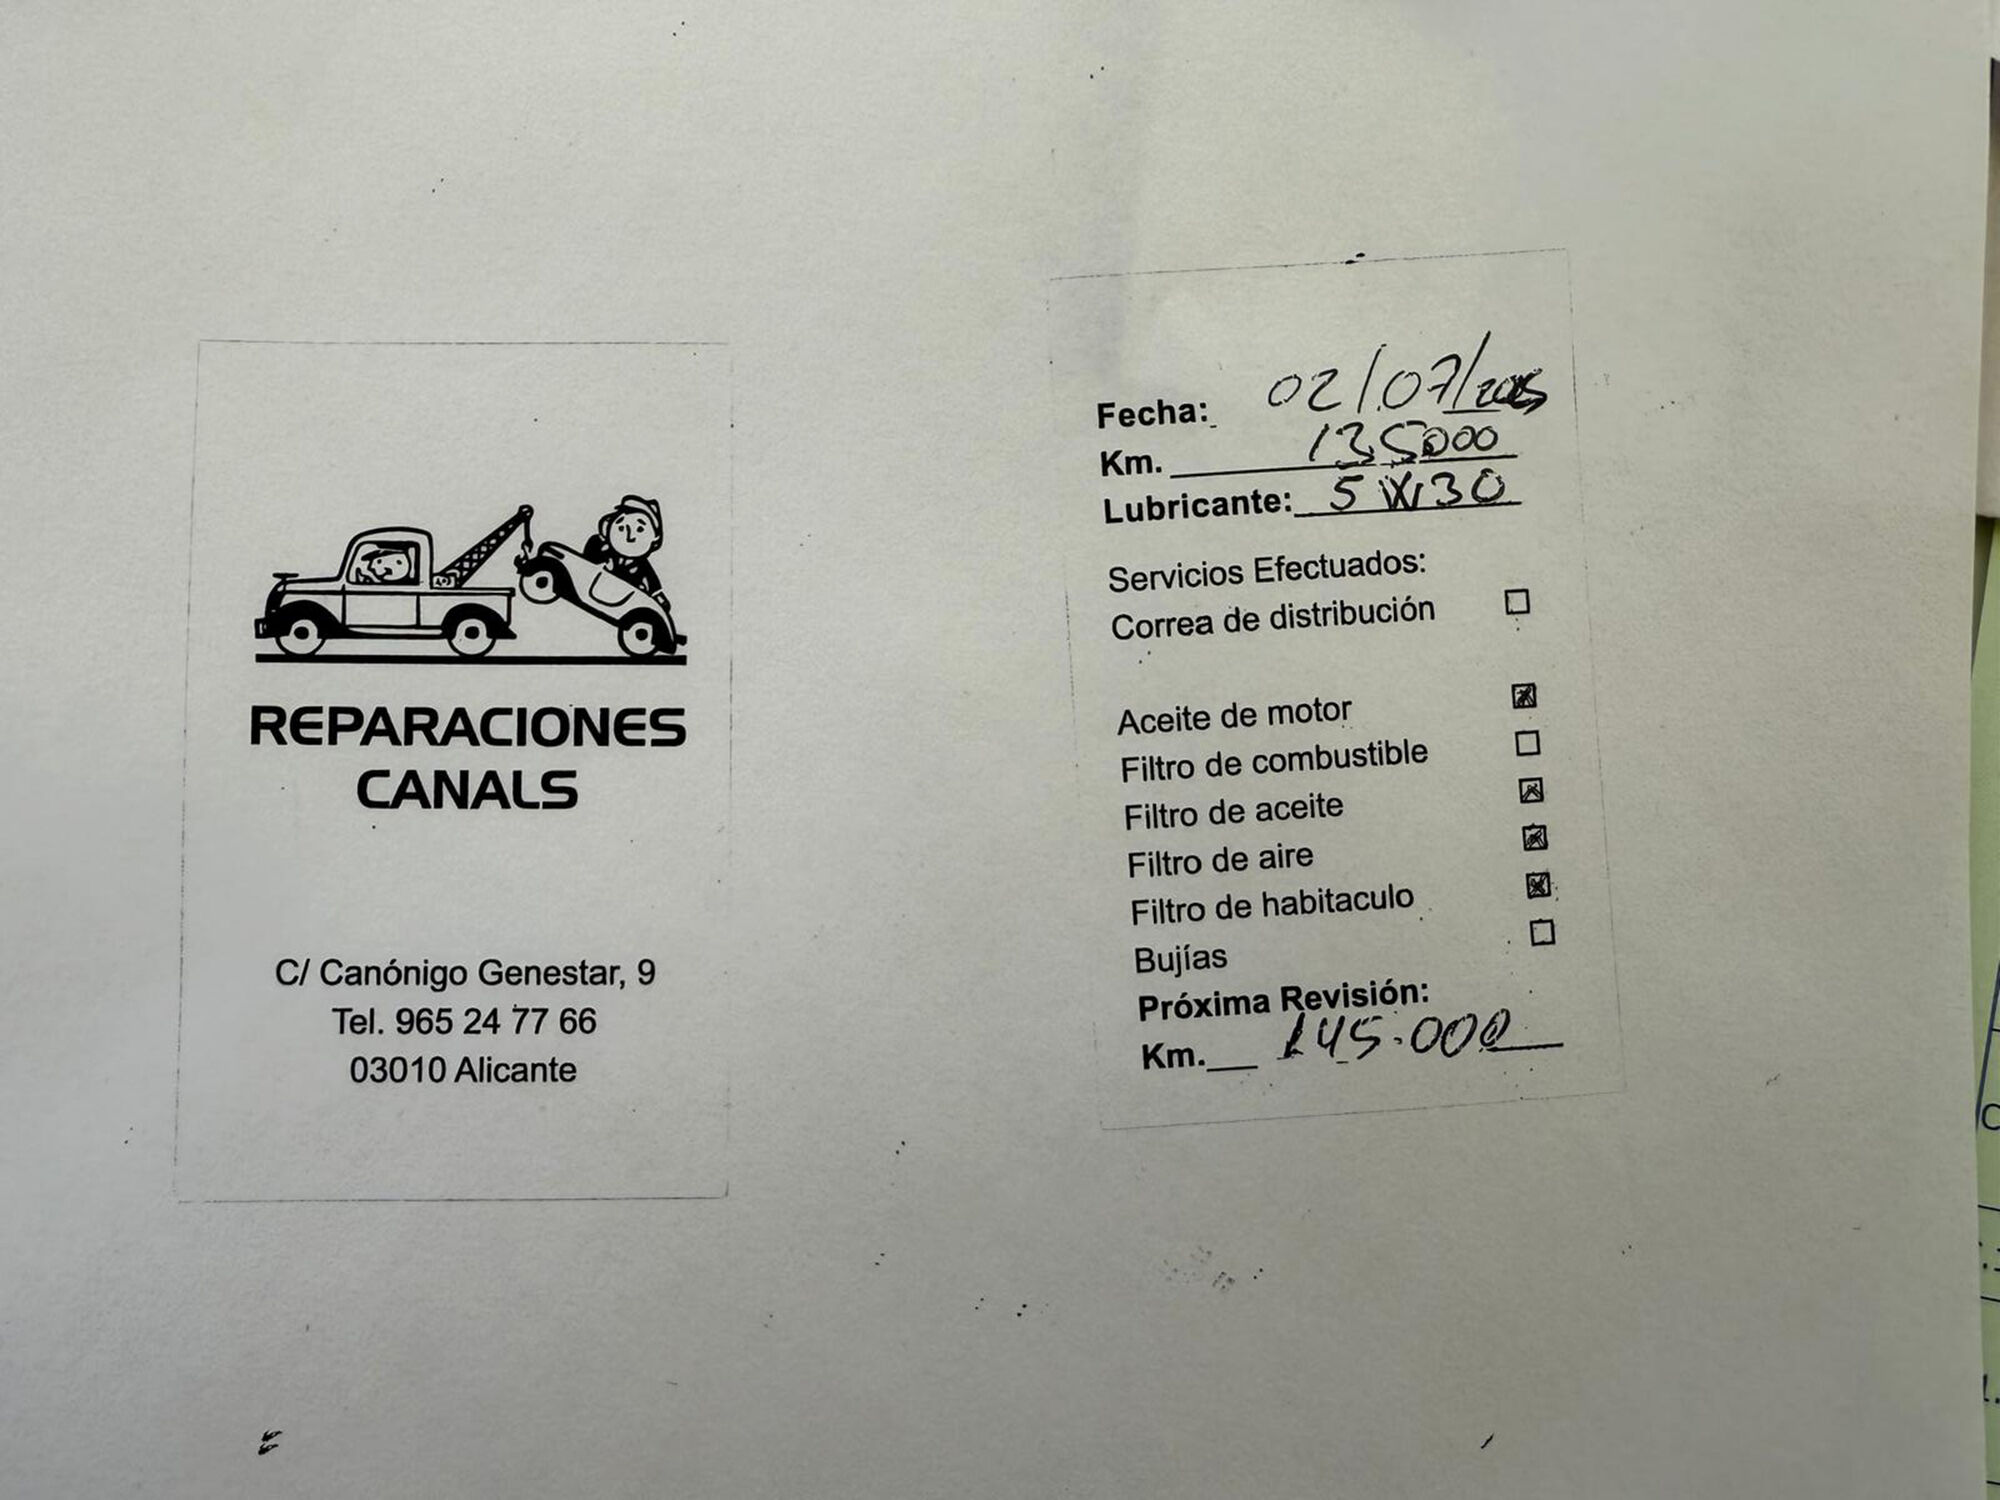 REPARACIONES
CANALS
C/ Canónigo Genestar, 9
Tel. 965 24 77 66
03010 Alicante
Fecha: 02/07/2025
Km. 135000
Lubricante: 5W30
Servicios Efectuados:
Correa de distribución
Aceite de motor
Filtro de combustible
Filtro de aceite
Filtro de aire
Filtro de habitaculo
Bujías
Próxima Revisión:
Km. 145.000